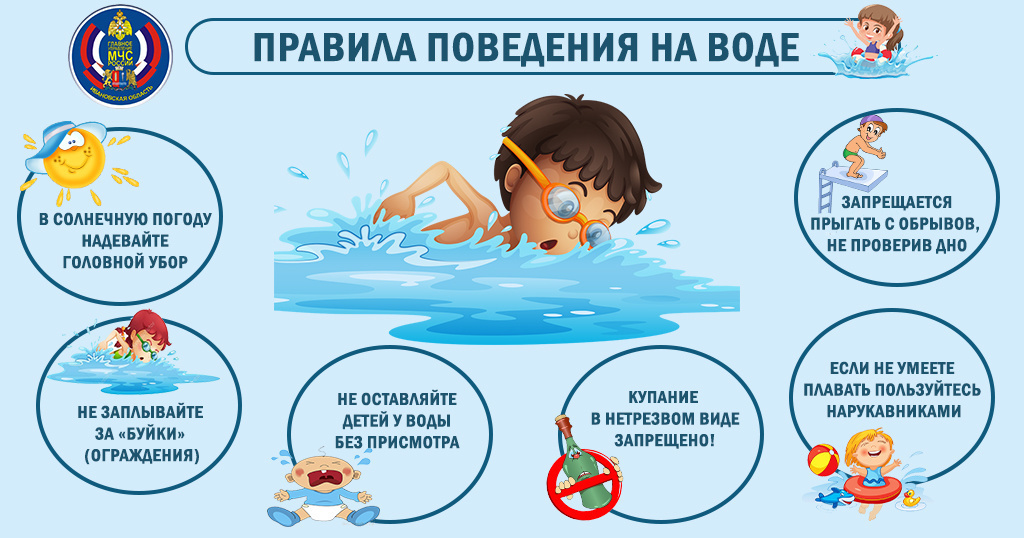 ГЛАВНОЕ
УПРАВЛЕНИЕ
МЧС
РОССИИ
ИВАНОВСКАЯ ОБЛАСТЬ
ПРАВИЛА ПОВЕДЕНИЯ НА ВОДЕ
В СОЛНЕЧНУЮ ПОГОДУ
НАДЕВАЙТЕ
ГОЛОВНОЙ УБОР
ЗАПРЕЩАЕТСЯ
ПРЫГАТЬ С ОБРЫВОВ,
НЕ ПРОВЕРИВ ДНО
НЕ ЗАПЛЫВАЙТЕ
ЗА «БУЙКИ»
(ОГРАЖДЕНИЯ)
НЕ ОСТАВЛЯЙТЕ
ДЕТЕЙ У ВОДЫ
БЕЗ ПРИСМОТРА
КУПАНИЕ
В НЕТРЕЗВОМ ВИДЕ
ЗАПРЕЩЕНО!
ЕСЛИ НЕ УМЕЕТЕ
ПЛАВАТЬ ПОЛЬЗУЙТЕСЬ
НАРУКАВНИКАМИ